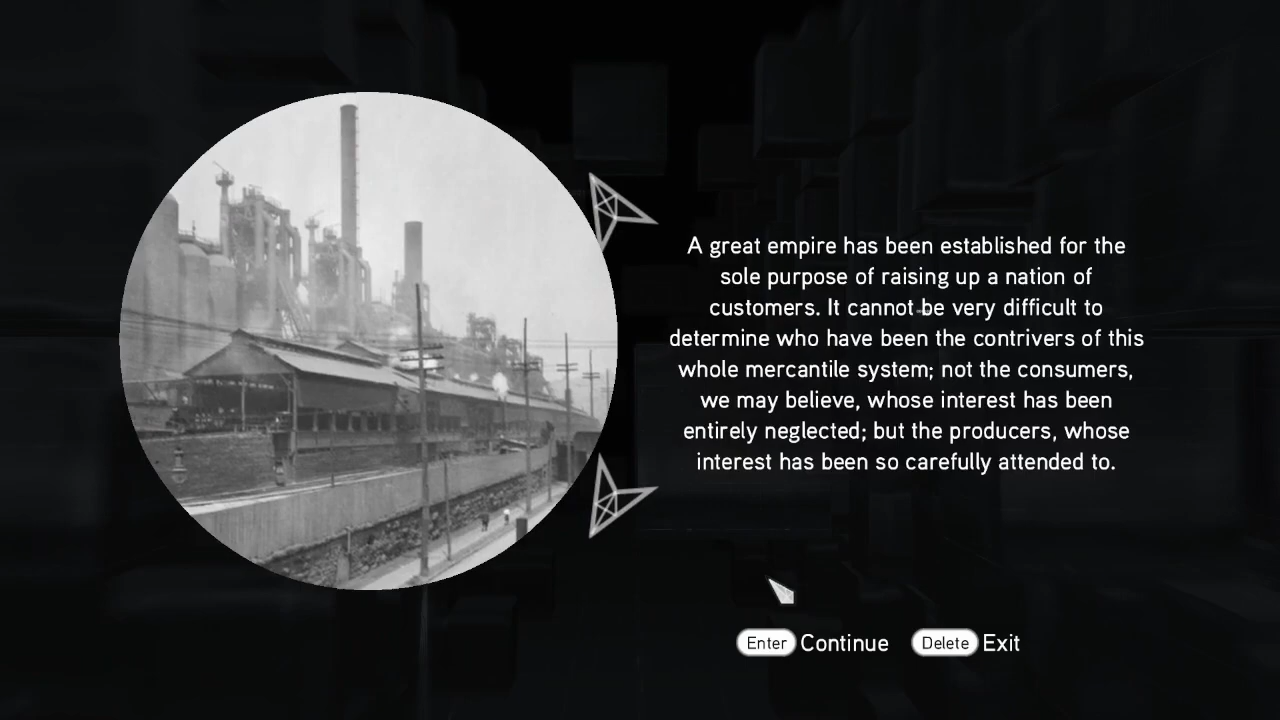 A great empire has been established for the
sole purpose of raising up a nation of
customers. It cannot be very difficult to
determine who have been the contrivers of this
whole mercantile system; not the consumers,
we may believe, whose interest has been
entirely neglected; but the producers, whose
interest has been so carefully attended to.
Enter Continue Delete Exit